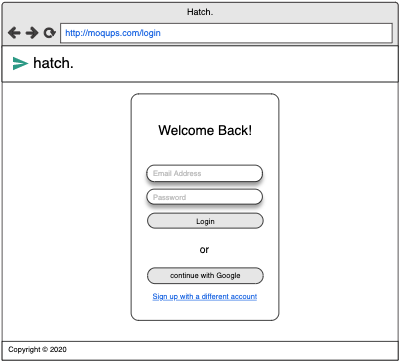 Hatch.
http://moqups.com/login
hatch.
Welcome Back!
Email Address
Password
Login
or
continue with Google
Sign up with a different account
Copyright © 2020